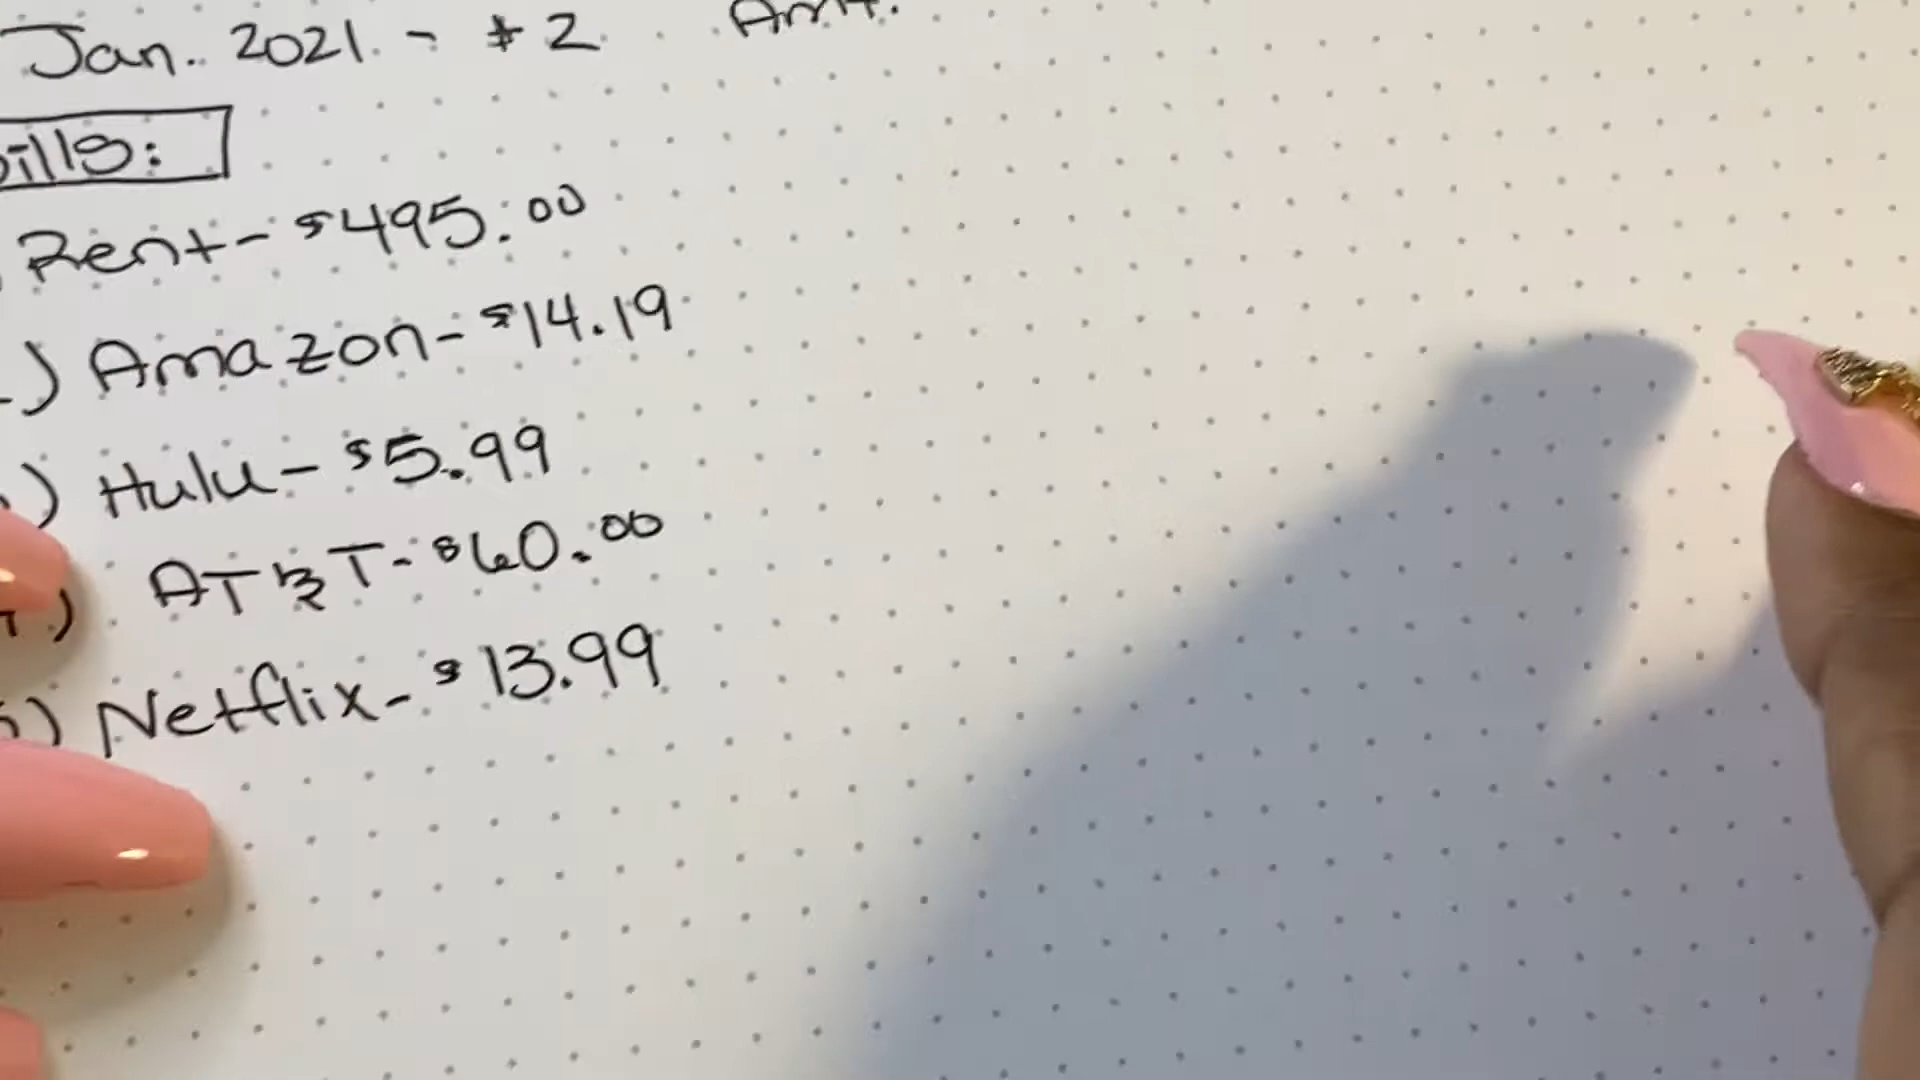 Jan. 2021 - #2 Amt.
Bills:
Rent - $495.00
) Amazon - $14.19
) Hulu - $5.99
) AT&T - $60.00
) Netflix - $13.99